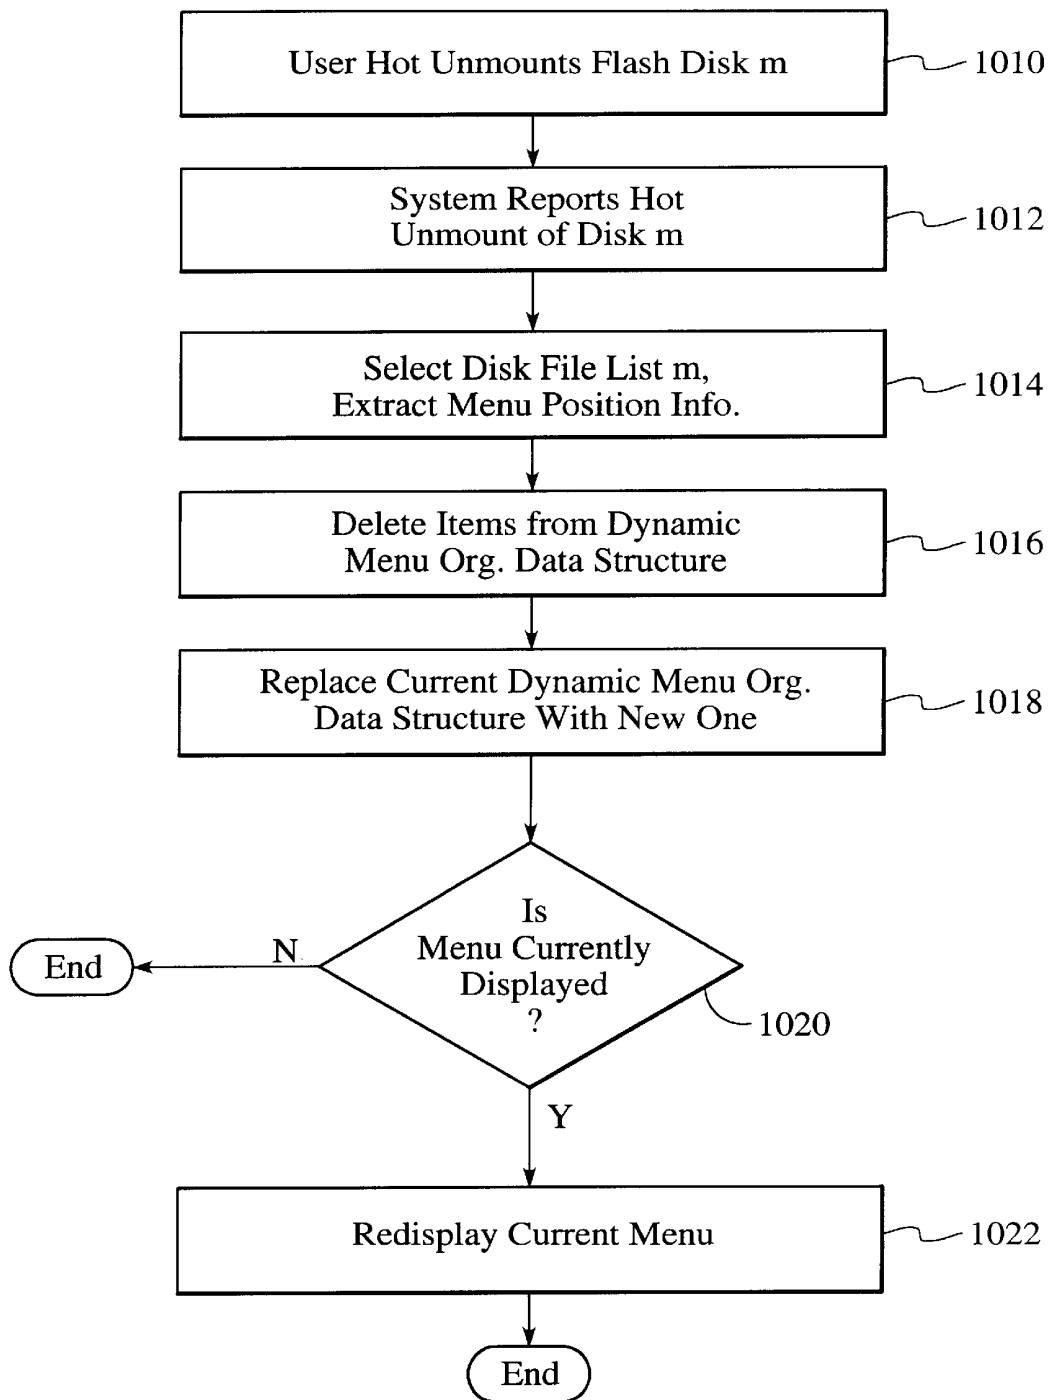 User Hot Unmounts Flash Disk m
1010
System Reports Hot
Unmount of Disk m
1012
Select Disk File List m,
Extract Menu Position Info.
1014
Delete Items from Dynamic
Menu Org. Data Structure
1016
Replace Current Dynamic Menu Org.
Data Structure With New One
1018
Is
Menu Currently
Displayed
?
1020
N
End
Y
Redisplay Current Menu
1022
End